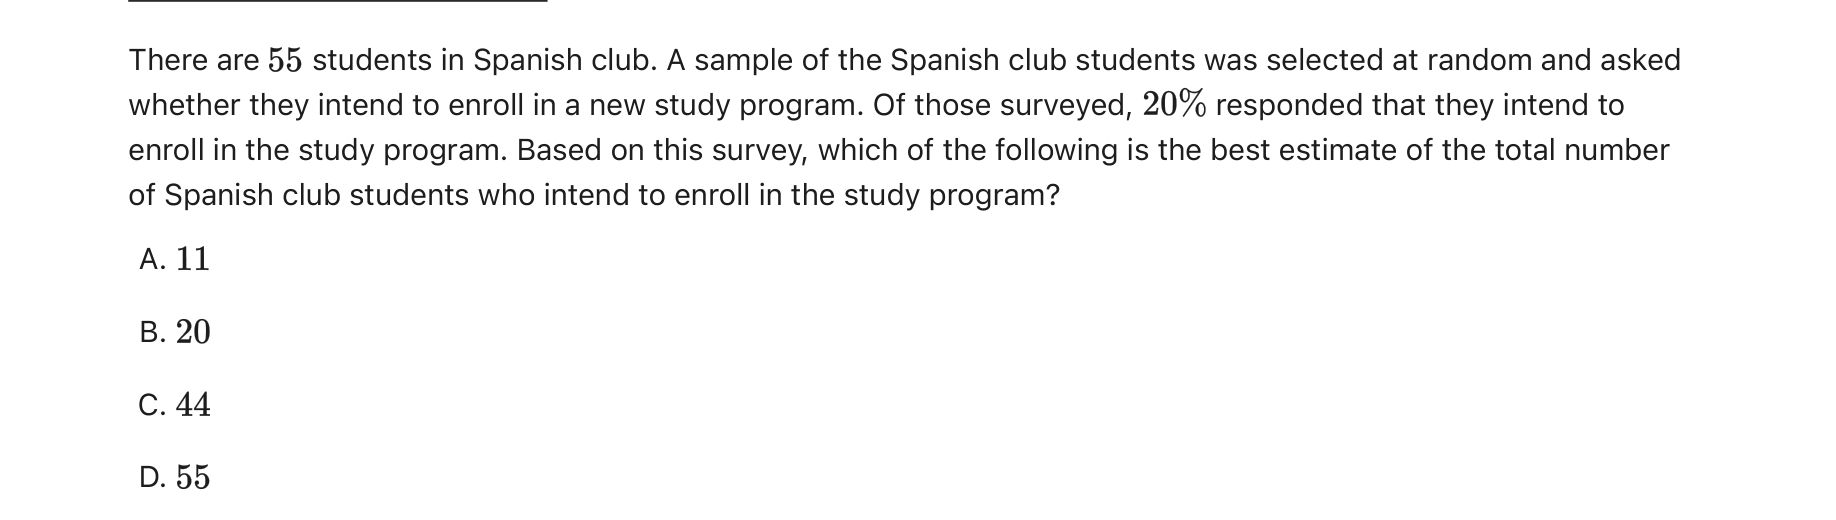 There are 55 students in Spanish club. A sample of the Spanish club students was selected at random and asked
whether they intend to enroll in a new study program. Of those surveyed, 20% responded that they intend to
enroll in the study program. Based on this survey, which of the following is the best estimate of the total number
of Spanish club students who intend to enroll in the study program?
A. 11
B. 20
C. 44
D. 55